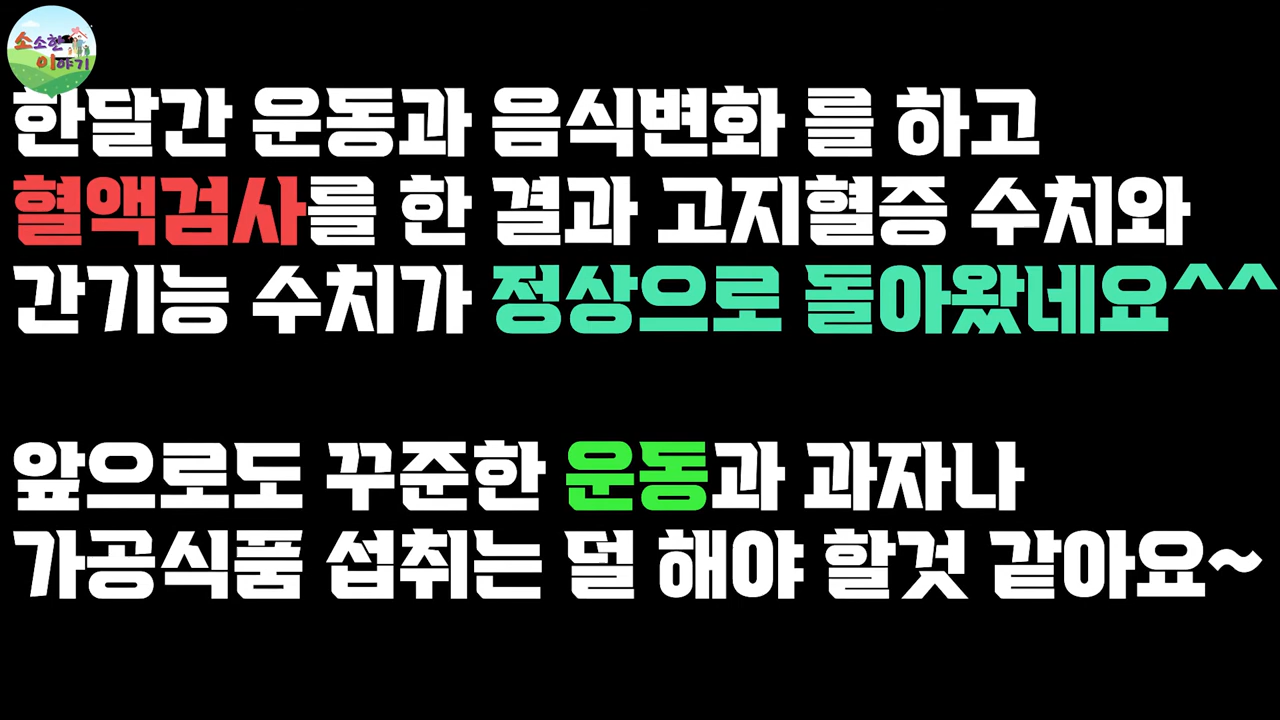 소소한
이야기
한달간 운동과 음식변화 를 하고
혈액검사를 한 결과 고지혈증 수치와
간기능 수치가 정상으로 돌아왔네요^^
앞으로도 꾸준한 운동과 과자나
가공식품 섭취는 덜 해야 할것 같아요~